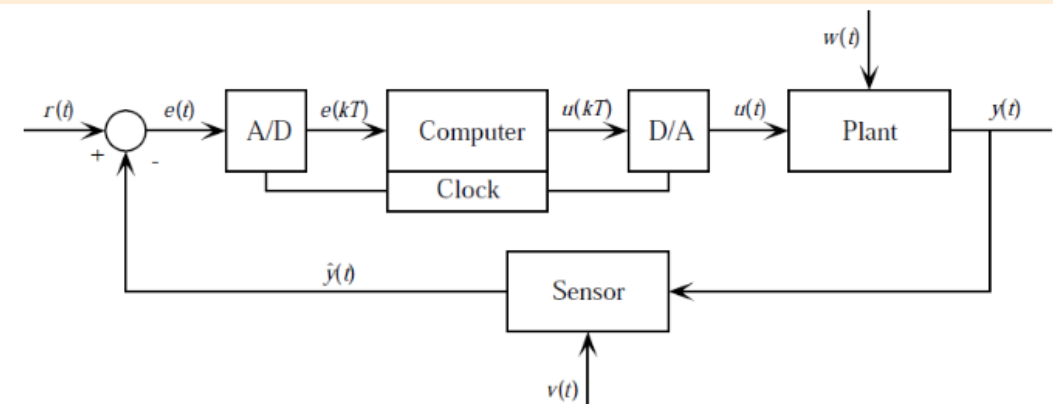 w(t)
r(t)
e(t)
A/D
e(kT)
Computer
u(kT)
D/A
u(t)
Plant
y(t)
+
-
Clock
ŷ(t)
Sensor
v(t)